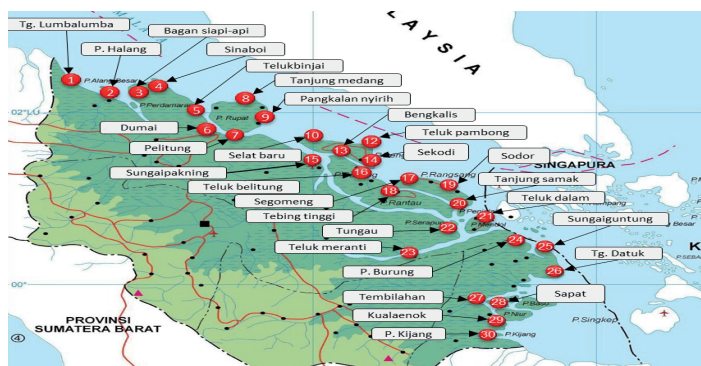 Tg. Lumbalumba
Bagan siapi-api
P. Halang
Sinaboi
Telukbinjai
Tanjung medang
Pangkalan nyirih
Bengkalis
Teluk pambong
Dumai
Pelitung
Selat baru
Sekodi
Sodor
Sungaipakning
Teluk belitung
Segomeng
Tebing tinggi
Tanjung samak
Teluk dalam
Tungau
Sungaiguntung
Teluk meranti
P. Burung
Tg. Datuk
Tembilahan
Sapat
Kualaenok
P. Kijang
LAYSIA
SINGAPURA
02°LU
00°
PROVINSI
SUMATERA BARAT
P. Rupat
P.Rangsang
P.Rantau
P.Singkep
P.Kijang
1
2
3
4
5
6
7
8
9
10
12
13
14
15
16
17
18
19
20
21
22
23
24
25
26
27
28
29
30
4
K